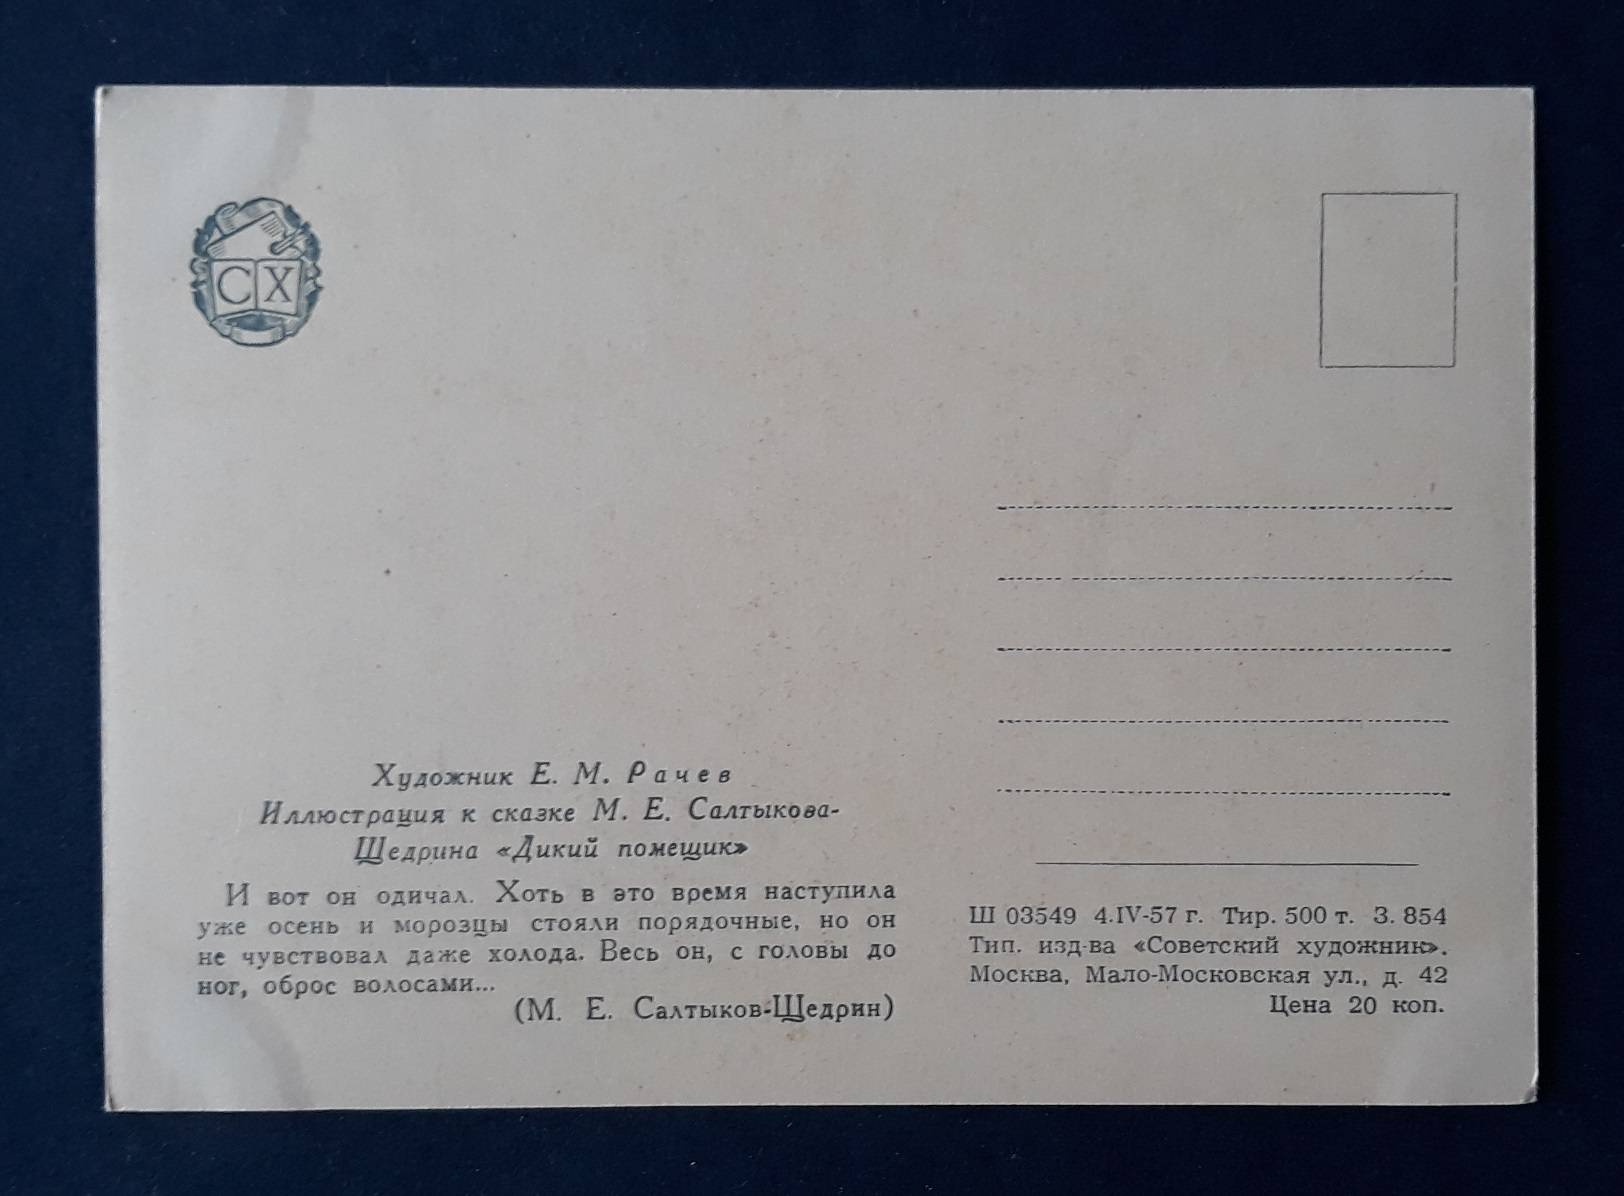 СХ
Художник Е. М. Рачев
Иллюстрация к сказке М. Е. Салтыкова-
Щедрина «Дикий помещик»
И вот он одичал. Хоть в это время наступила
уже осень и морозцы стояли порядочные, но он
не чувствовал даже холода. Весь он, с головы до
ног, оброс волосами...
(М. Е. Салтыков-Щедрин)
Ш 03549 4.IV-57 г. Тир. 500 т. З. 854
Тип. изд-ва «Советский художник».
Москва, Мало-Московская ул., д. 42
Цена 20 коп.